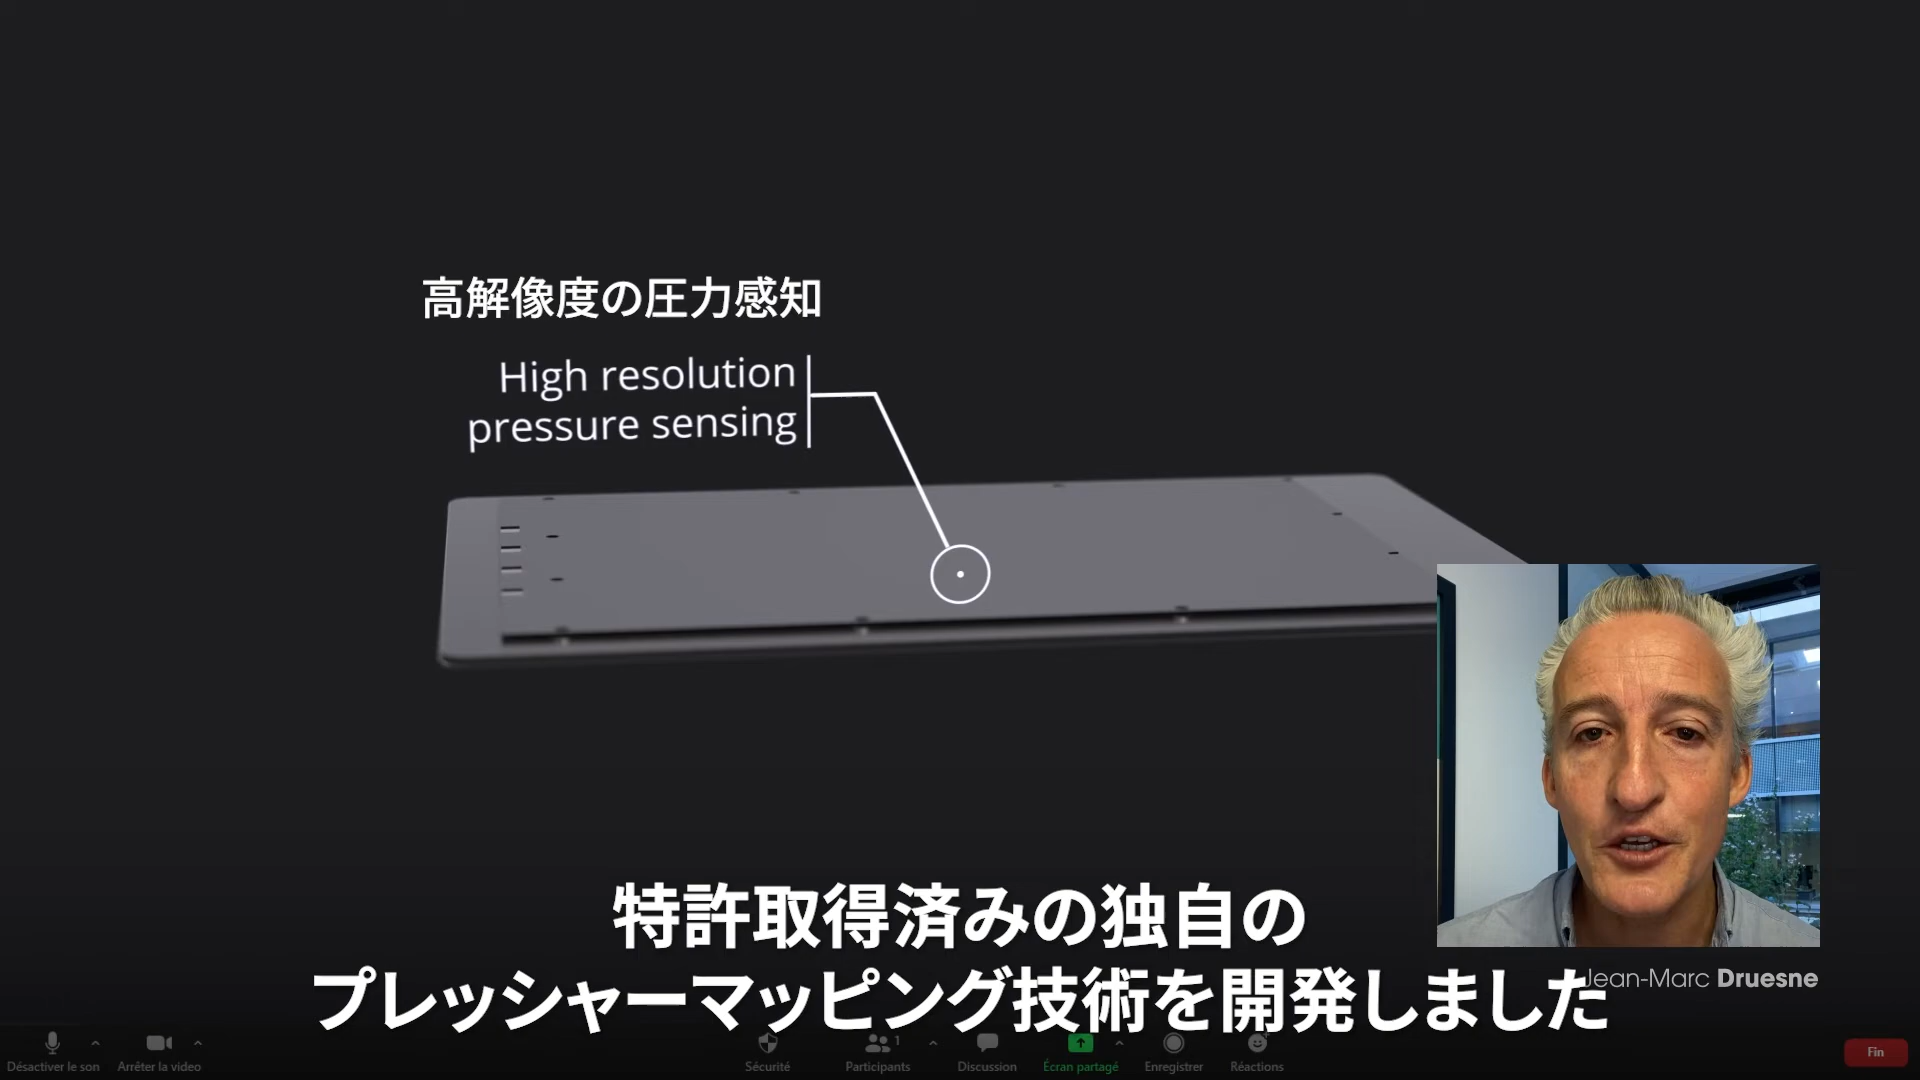 高解像度の圧力感知
High resolution
pressure sensing
特許取得済みの独自の
プレッシャーマッピング技術を開発しました
Jean-Marc Druesne
1
Désactiver le son
Arrêter la video
Sécurité
Participants
Discussion
Écran partagé
Enregistrer
Réactions
Fin